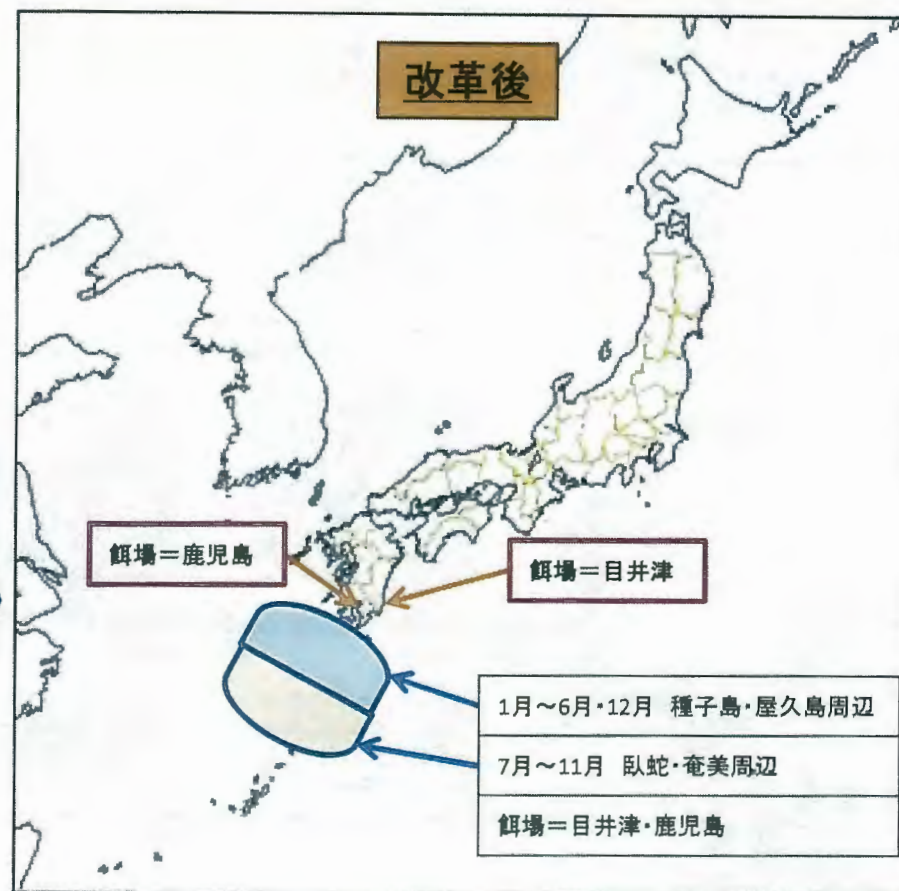 改革後
餌場＝鹿児島
餌場＝目井津
1月～6月・12月 種子島・屋久島周辺
7月～11月 臥蛇・奄美周辺
餌場＝目井津・鹿児島